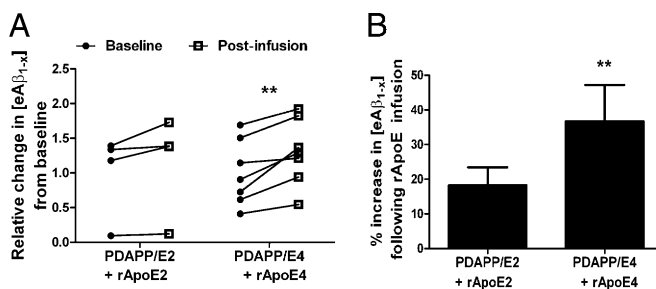 A
Baseline
Post-infusion
Relative change in [eAβ1-x]
from baseline
2.5
2.0
1.5
1.0
0.5
0.0
**
PDAPP/E2
+ rApoE2
PDAPP/E4
+ rApoE4
B
% increase in [eAβ1-x]
following rApoE infusion
50
40
30
20
10
0
**
PDAPP/E2
+ rApoE2
PDAPP/E4
+ rApoE4